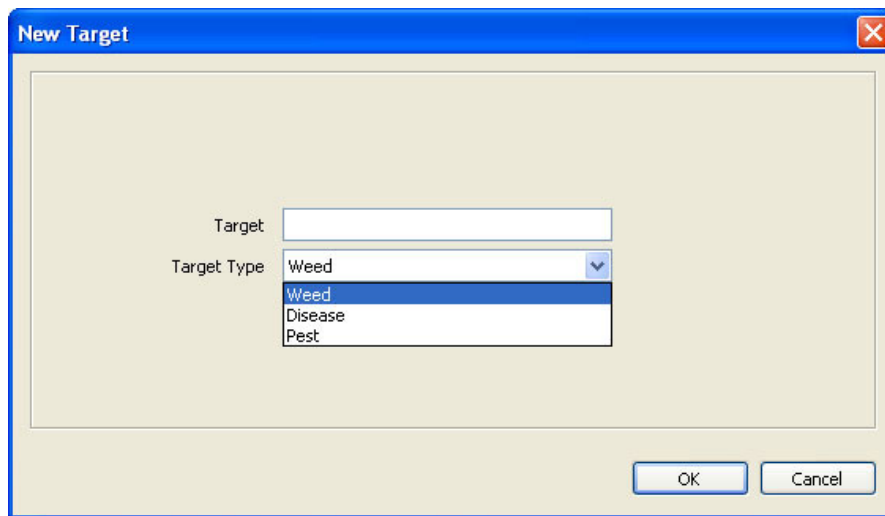 New Target
Target
Target Type Weed
Weed
Disease
Pest
OK Cancel